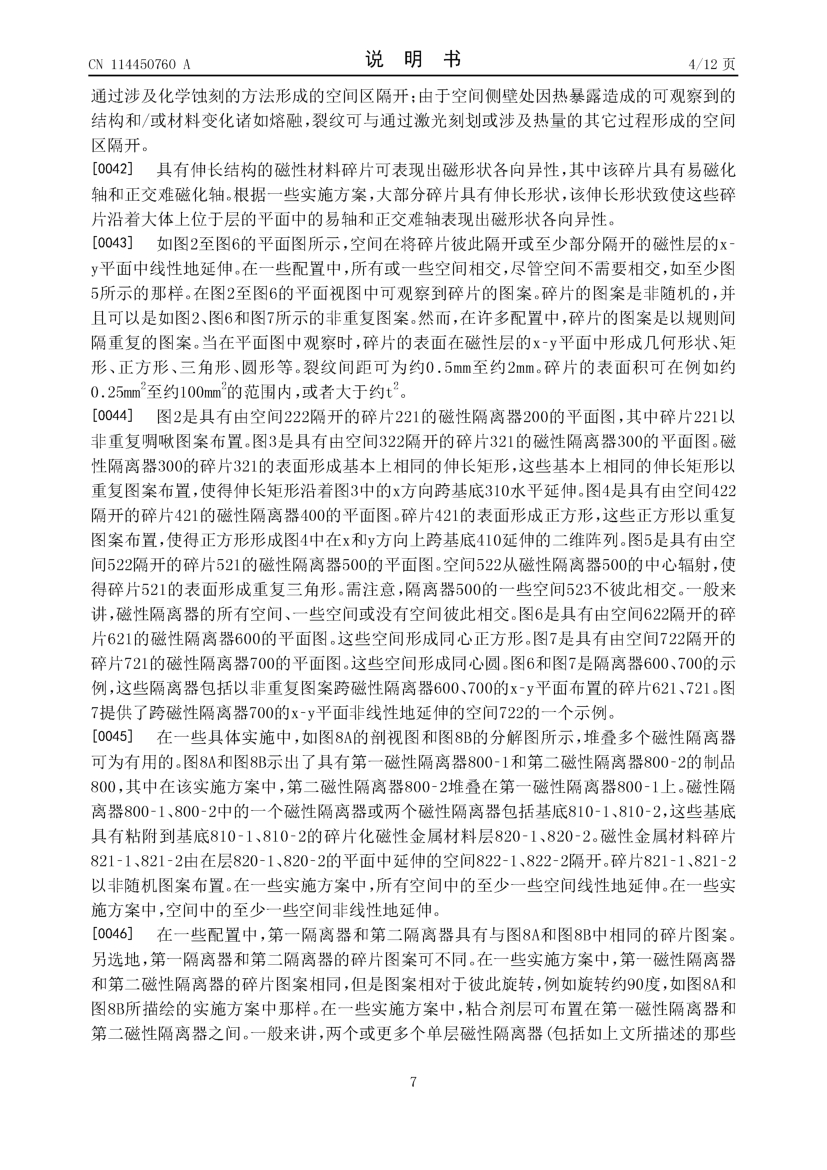 CN 114450760 A
说 明 书
4/12 页
通过涉及化学蚀刻的方法形成的空间区隔开;由于空间侧壁处因热暴露造成的可观察到的
结构和/或材料变化诸如熔融,裂纹可与通过激光刻划或涉及热量的其它过程形成的空间
区隔开。
[0042] 具有伸长结构的磁性材料碎片可表现出磁形状各向异性,其中该碎片具有易磁化
轴和正交难磁化轴。根据一些实施方案,大部分碎片具有伸长形状,该伸长形状致使这些碎
片沿着大体上位于层的平面中的易轴和正交难轴表现出磁形状各向异性。
[0043] 如图2至图6的平面图所示,空间在将碎片彼此隔开或至少部分隔开的磁性层的x-
y平面中线性地延伸。在一些配置中,所有或一些空间相交,尽管空间不需要相交,如至少图
5所示的那样。在图2至图6的平面视图中可观察到碎片的图案。碎片的图案是非随机的,并
且可以是如图2、图6和图7所示的非重复图案。然而,在许多配置中,碎片的图案是以规则间
隔重复的图案。当在平面图中观察时,碎片的表面在磁性层的x-y平面中形成几何形状、矩
形、正方形、三角形、圆形等。裂纹间距可为约0.5mm至约2mm。碎片的表面积可在例如约
0.25mm²至约100mm²的范围内,或者大于约t²。
[0044] 图2是具有由空间222隔开的碎片221的磁性隔离器200的平面图,其中碎片221以
非重复啁啾图案布置。图3是具有由空间322隔开的碎片321的磁性隔离器300的平面图。磁
性隔离器300的碎片321的表面形成基本上相同的伸长矩形,这些基本上相同的伸长矩形以
重复图案布置,使得伸长矩形沿着图3中的x方向跨基底310水平延伸。图4是具有由空间422
隔开的碎片421的磁性隔离器400的平面图。碎片421的表面形成正方形,这些正方形以重复
图案布置,使得正方形形成图4中在x和y方向上跨基底410延伸的二维阵列。图5是具有由空
间522隔开的碎片521的磁性隔离器500的平面图。空间522从磁性隔离器500的中心辐射,使
得碎片521的表面形成重复三角形。需注意,隔离器500的一些空间523不彼此相交。一般来
讲,磁性隔离器的所有空间、一些空间或没有空间彼此相交。图6是具有由空间622隔开的碎
片621的磁性隔离器600的平面图。这些空间形成同心正方形。图7是具有由空间722隔开的
碎片721的磁性隔离器700的平面图。这些空间形成同心圆。图6和图7是隔离器600、700的示
例,这些隔离器包括以非重复图案跨磁性隔离器600、700的x-y平面布置的碎片621、721。图
7提供了跨磁性隔离器700的x-y平面非线性地延伸的空间722的一个示例。
[0045] 在一些具体实施中,如图8A的剖视图和图8B的分解图所示,堆叠多个磁性隔离器
可为有用的。图8A和图8B示出了具有第一磁性隔离器800-1和第二磁性隔离器800-2的制品
800,其中在该实施方案中,第二磁性隔离器800-2堆叠在第一磁性隔离器800-1上。磁性隔
离器800-1、800-2中的一个磁性隔离器或两个磁性隔离器包括基底810-1、810-2,这些基底
具有粘附到基底810-1、810-2的碎片化磁性金属材料层820-1、820-2。磁性金属材料碎片
821-1、821-2由在层820-1、820-2的平面中延伸的空间822-1、822-2隔开。碎片821-1、821-2
以非随机图案布置。在一些实施方案中,所有空间中的至少一些空间线性地延伸。在一些实
施方案中,空间中的至少一些空间非线性地延伸。
[0046] 在一些配置中,第一隔离器和第二隔离器具有与图8A和图8B中相同的碎片图案。
另选地,第一隔离器和第二隔离器的碎片图案可不同。在一些实施方案中,第一磁性隔离器
和第二磁性隔离器的碎片图案相同,但是图案相对于彼此旋转,例如旋转约90度,如图8A和
图8B所描绘的实施方案中那样。在一些实施方案中,粘合剂层可布置在第一磁性隔离器和
第二磁性隔离器之间。一般来讲,两个或更多个单层磁性隔离器(包括如上文所描述的那些
7